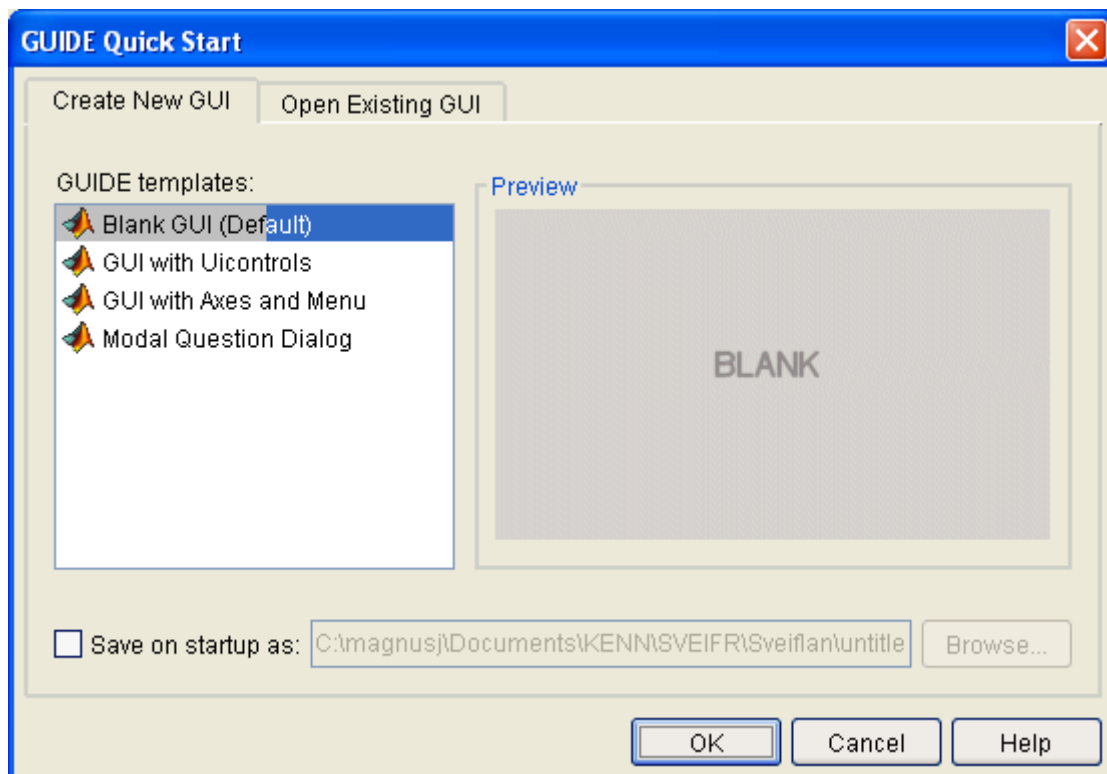 GUIDE Quick Start
Create New GUI
Open Existing GUI
GUIDE templates:
Blank GUI (Default)
GUI with Uicontrols
GUI with Axes and Menu
Modal Question Dialog
Preview
BLANK
Save on startup as:
C:\magnusj\Documents\KENN\SVEIFR\Sveiflan\untitle
Browse...
OK
Cancel
Help